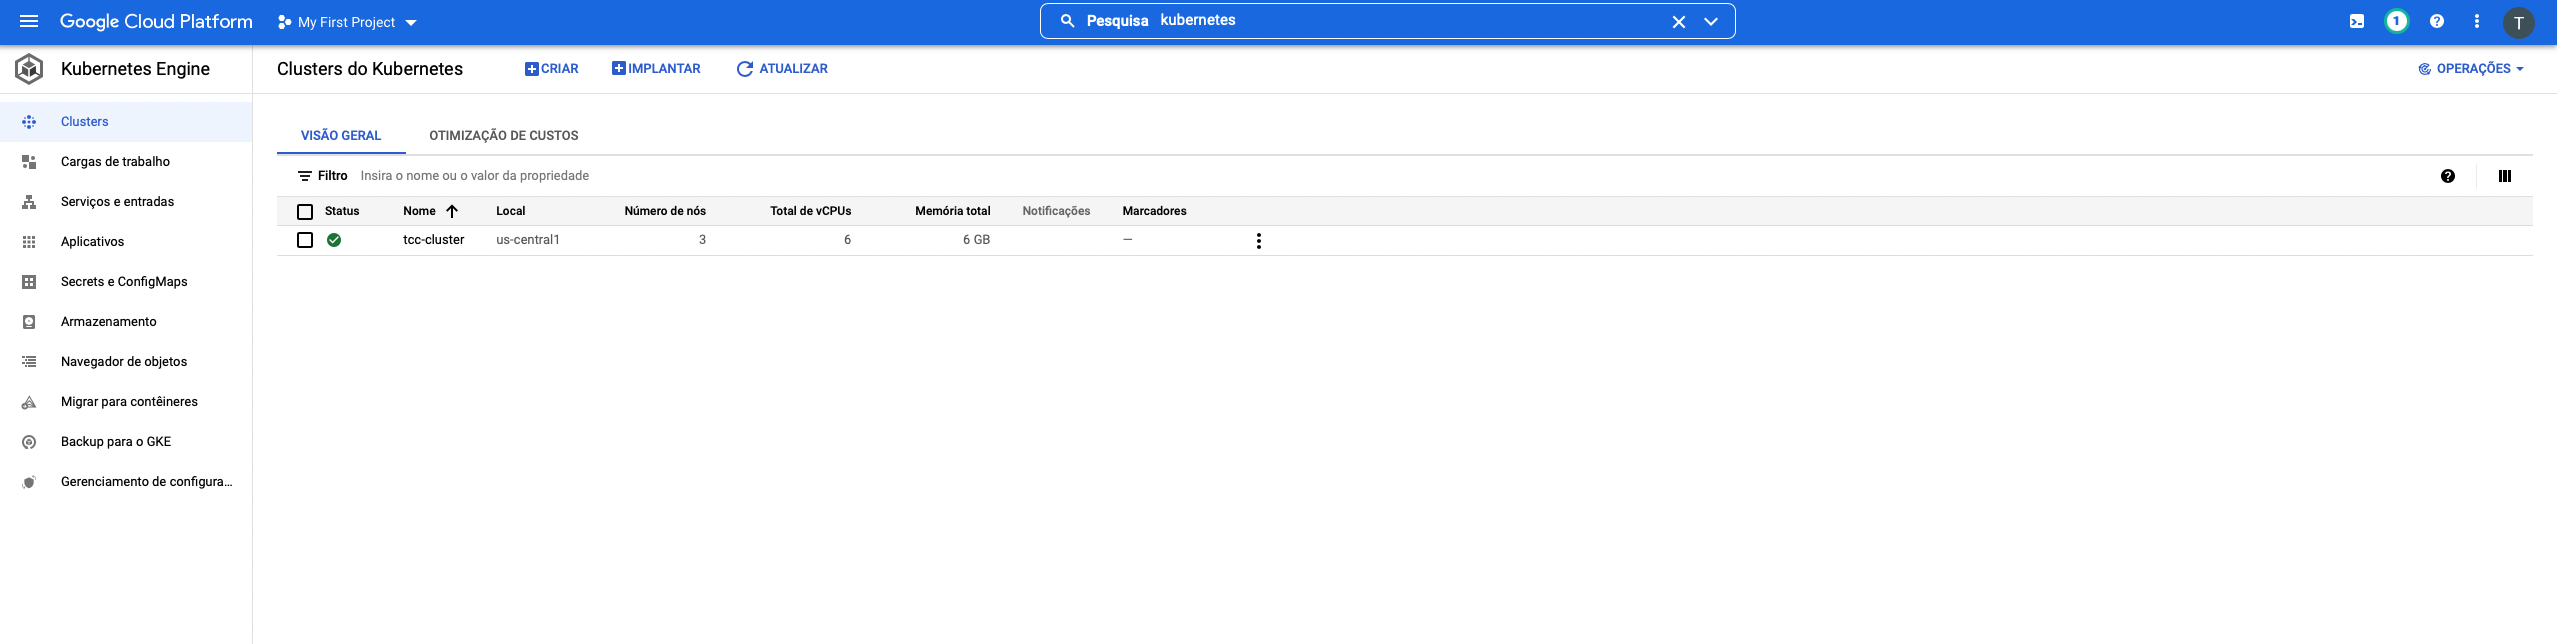 Google Cloud Platform My First Project Pesquisa kubernetes 1 T
Kubernetes Engine Clusters do Kubernetes CRIAR IMPLANTAR ATUALIZAR OPERAÇÕES
Clusters
VISÃO GERAL OTIMIZAÇÃO DE CUSTOS
Cargas de trabalho
Filtro Insira o nome ou o valor da propriedade
Serviços e entradas
Status Nome Local Número de nós Total de vCPUs Memória total Notificações Marcadores
Aplicativos
tcc-cluster us-central1 3 6 6 GB —
Secrets e ConfigMaps
Armazenamento
Navegador de objetos
Migrar para contêineres
Backup para o GKE
Gerenciamento de configura...